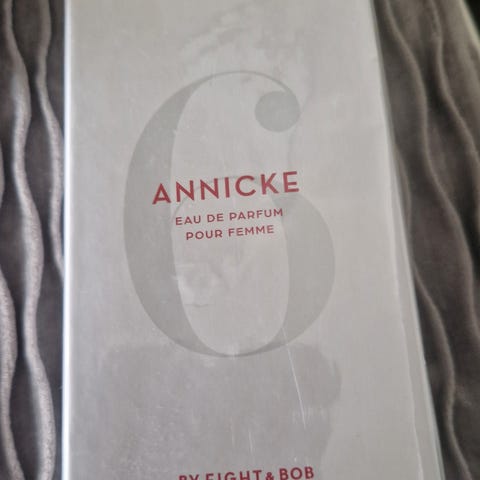 6
ANNICKE
EAU DE PARFUM
POUR FEMME
BY EIGHT & BOB